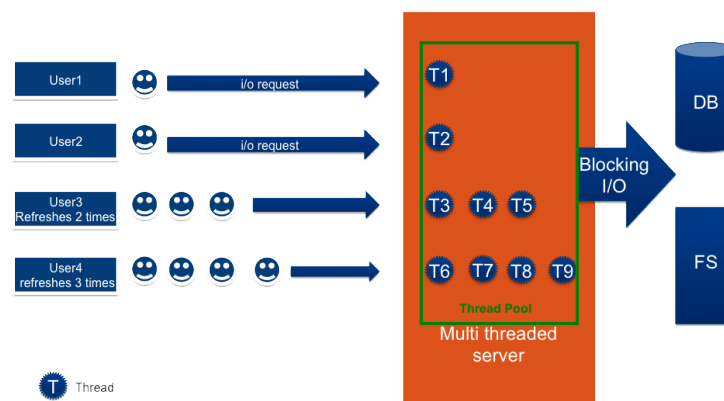 User1
i/o request
T1
User2
i/o request
T2
DB
Blocking
I/O
User3
Refreshes 2 times
T3 T4 T5
User4
refreshes 3 times
T6 T7 T8 T9
FS
Thread Pool
Multi threaded
server
T Thread